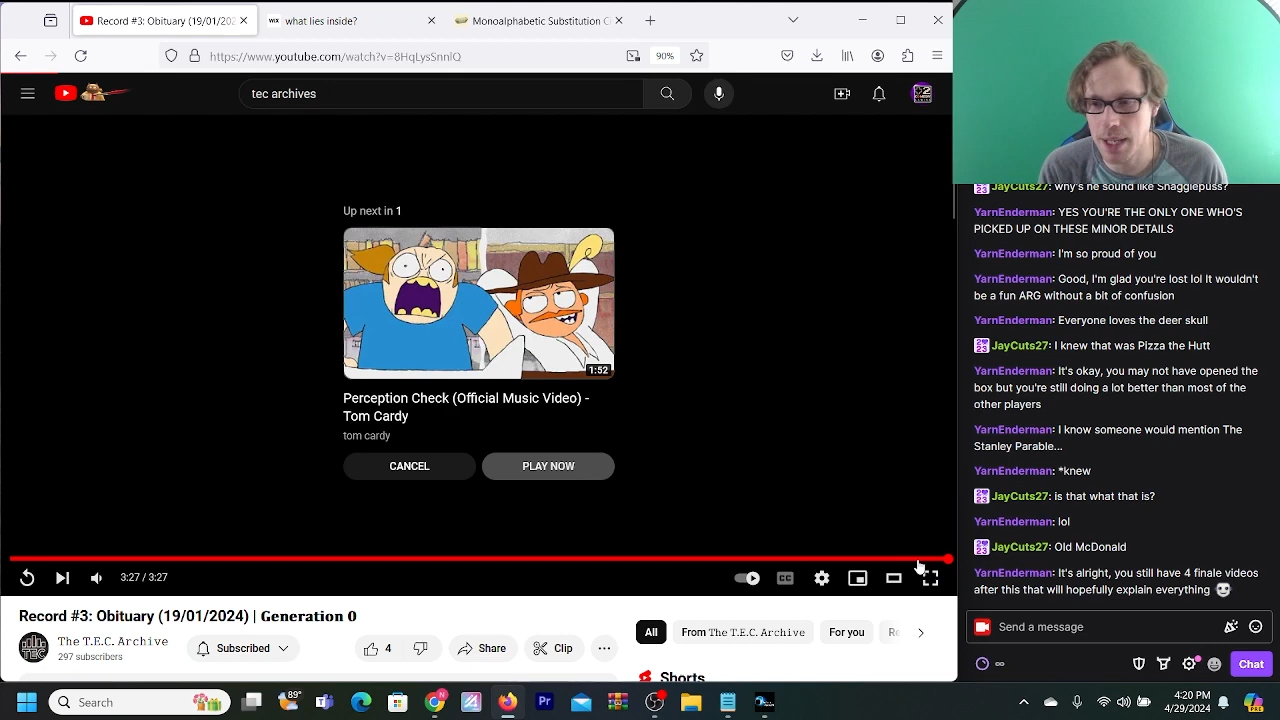 Record #3: Obituary (19/01/202
what lies inside?
Monoalphabetic Substitution C
https://www.youtube.com/watch?v=8HqLysSnnlQ
90%
tec archives
Up next in 1
1:52
Perception Check (Official Music Video) -
Tom Cardy
tom cardy
CANCEL
PLAY NOW
3:27 / 3:27
Record #3: Obituary (19/01/2024) | Generation 0
The T.E.C. Archive
297 subscribers
Subscribed
4
Share
Clip
All
From The T.E.C. Archive
For you
Re
Shorts
JayCuts27: why's he sound like Snagglepuss?
YarnEnderman: YES YOU'RE THE ONLY ONE WHO'S
PICKED UP ON THESE MINOR DETAILS
YarnEnderman: I'm so proud of you
YarnEnderman: Good, I'm glad you're lost lol It wouldn't
be a fun ARG without a bit of confusion
YarnEnderman: Everyone loves the deer skull
JayCuts27: I knew that was PIzza the Hutt
YarnEnderman: It's okay, you may not have opened the
box but you're still doing a lot better than most of the
other players
YarnEnderman: I know someone would mention The
Stanley Parable...
YarnEnderman: *knew
JayCuts27: is that what that is?
YarnEnderman: lol
JayCuts27: Old McDonald
YarnEnderman: It's alright, you still have 4 finale videos
after this that will hopefully explain everything
Send a message
Chat
Search
89°
4:20 PM
4/29/2024